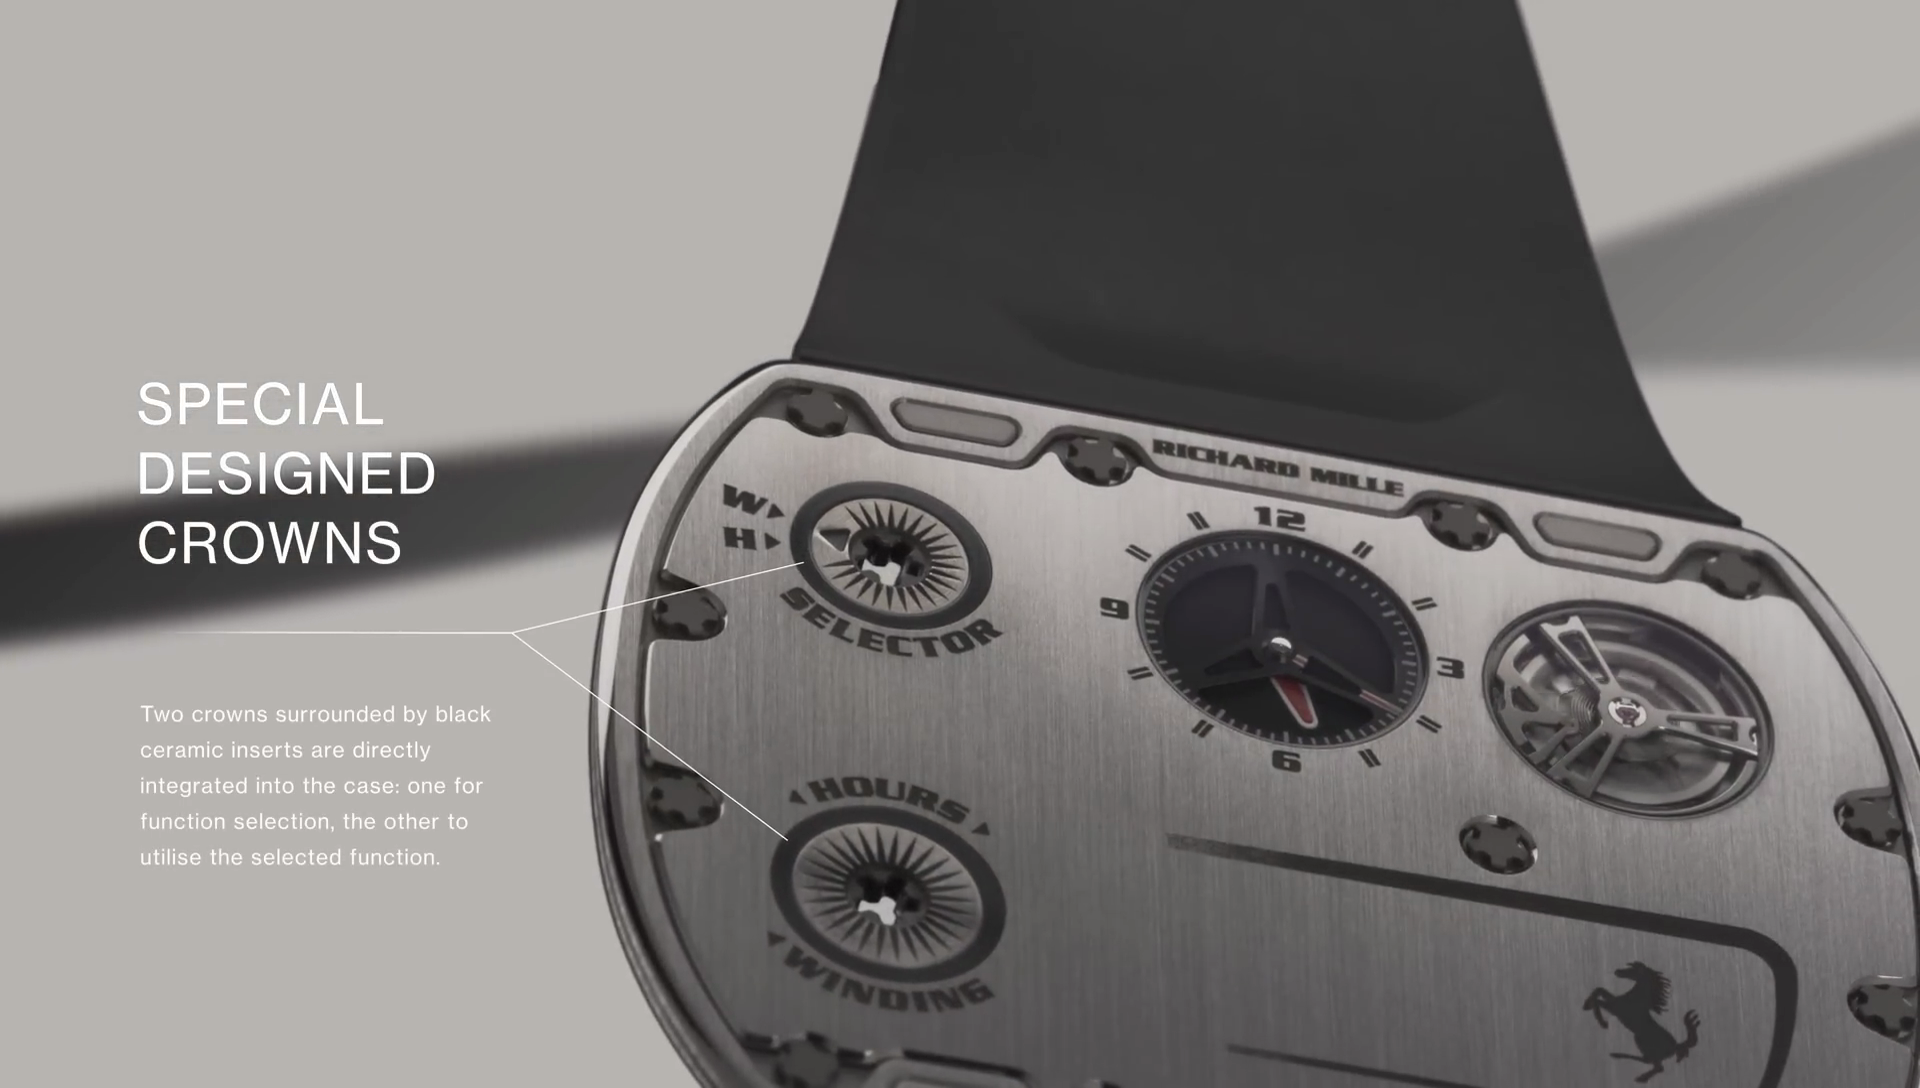 SPECIAL
DESIGNED
CROWNS
Two crowns surrounded by black
ceramic inserts are directly
integrated into the case: one for
function selection, the other to
utilise the selected function.
RICHARD MILLE
W
H
SELECTOR
12
9
3
6
HOURS
WINDING